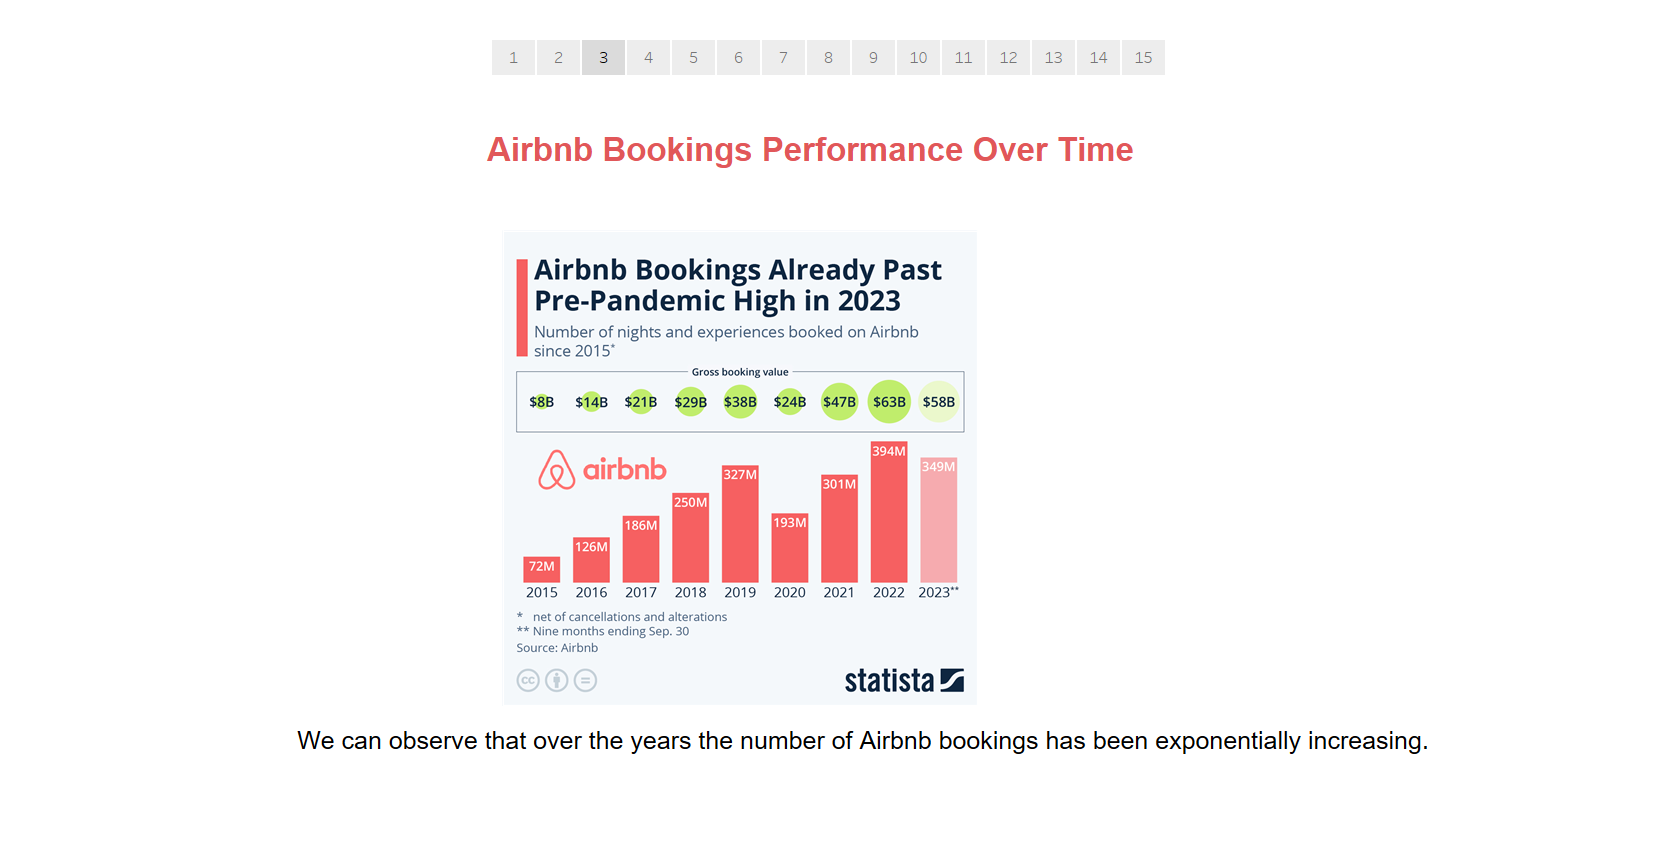 1 2 3 4 5 6 7 8 9 10 11 12 13 14 15
Airbnb Bookings Performance Over Time
Airbnb Bookings Already Past
Pre-Pandemic High in 2023
Number of nights and experiences booked on Airbnb
since 2015*
Gross booking value
$8B $14B $21B $29B $38B $24B $47B $63B $58B
airbnb
72M 126M 186M 250M 327M 193M 301M 394M 349M
2015 2016 2017 2018 2019 2020 2021 2022 2023**
* net of cancellations and alterations
** Nine months ending Sep. 30
Source: Airbnb
cc
statista
We can observe that over the years the number of Airbnb bookings has been exponentially increasing.